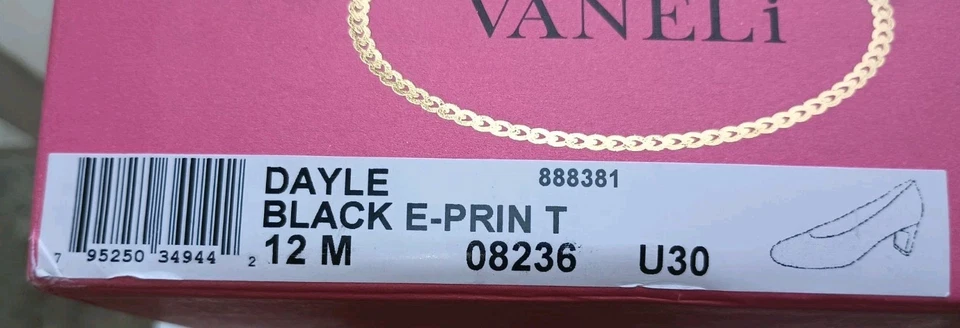 VANELi
DAYLE 888381
BLACK E-PRIN T
12 M 08236 U30
7 95250 34944 2